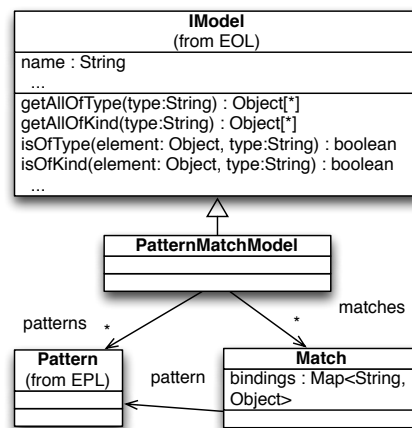 IModel
(from EOL)
name : String
...
getAllOfType(type:String) : Object[*]
getAllOfKind(type:String) : Object[*]
isOfType(element: Object, type:String) : boolean
isOfKind(element: Object, type:String) : boolean
...
PatternMatchModel
patterns
*
matches
*
Pattern
(from EPL)
pattern
Match
bindings : Map<String,
Object>